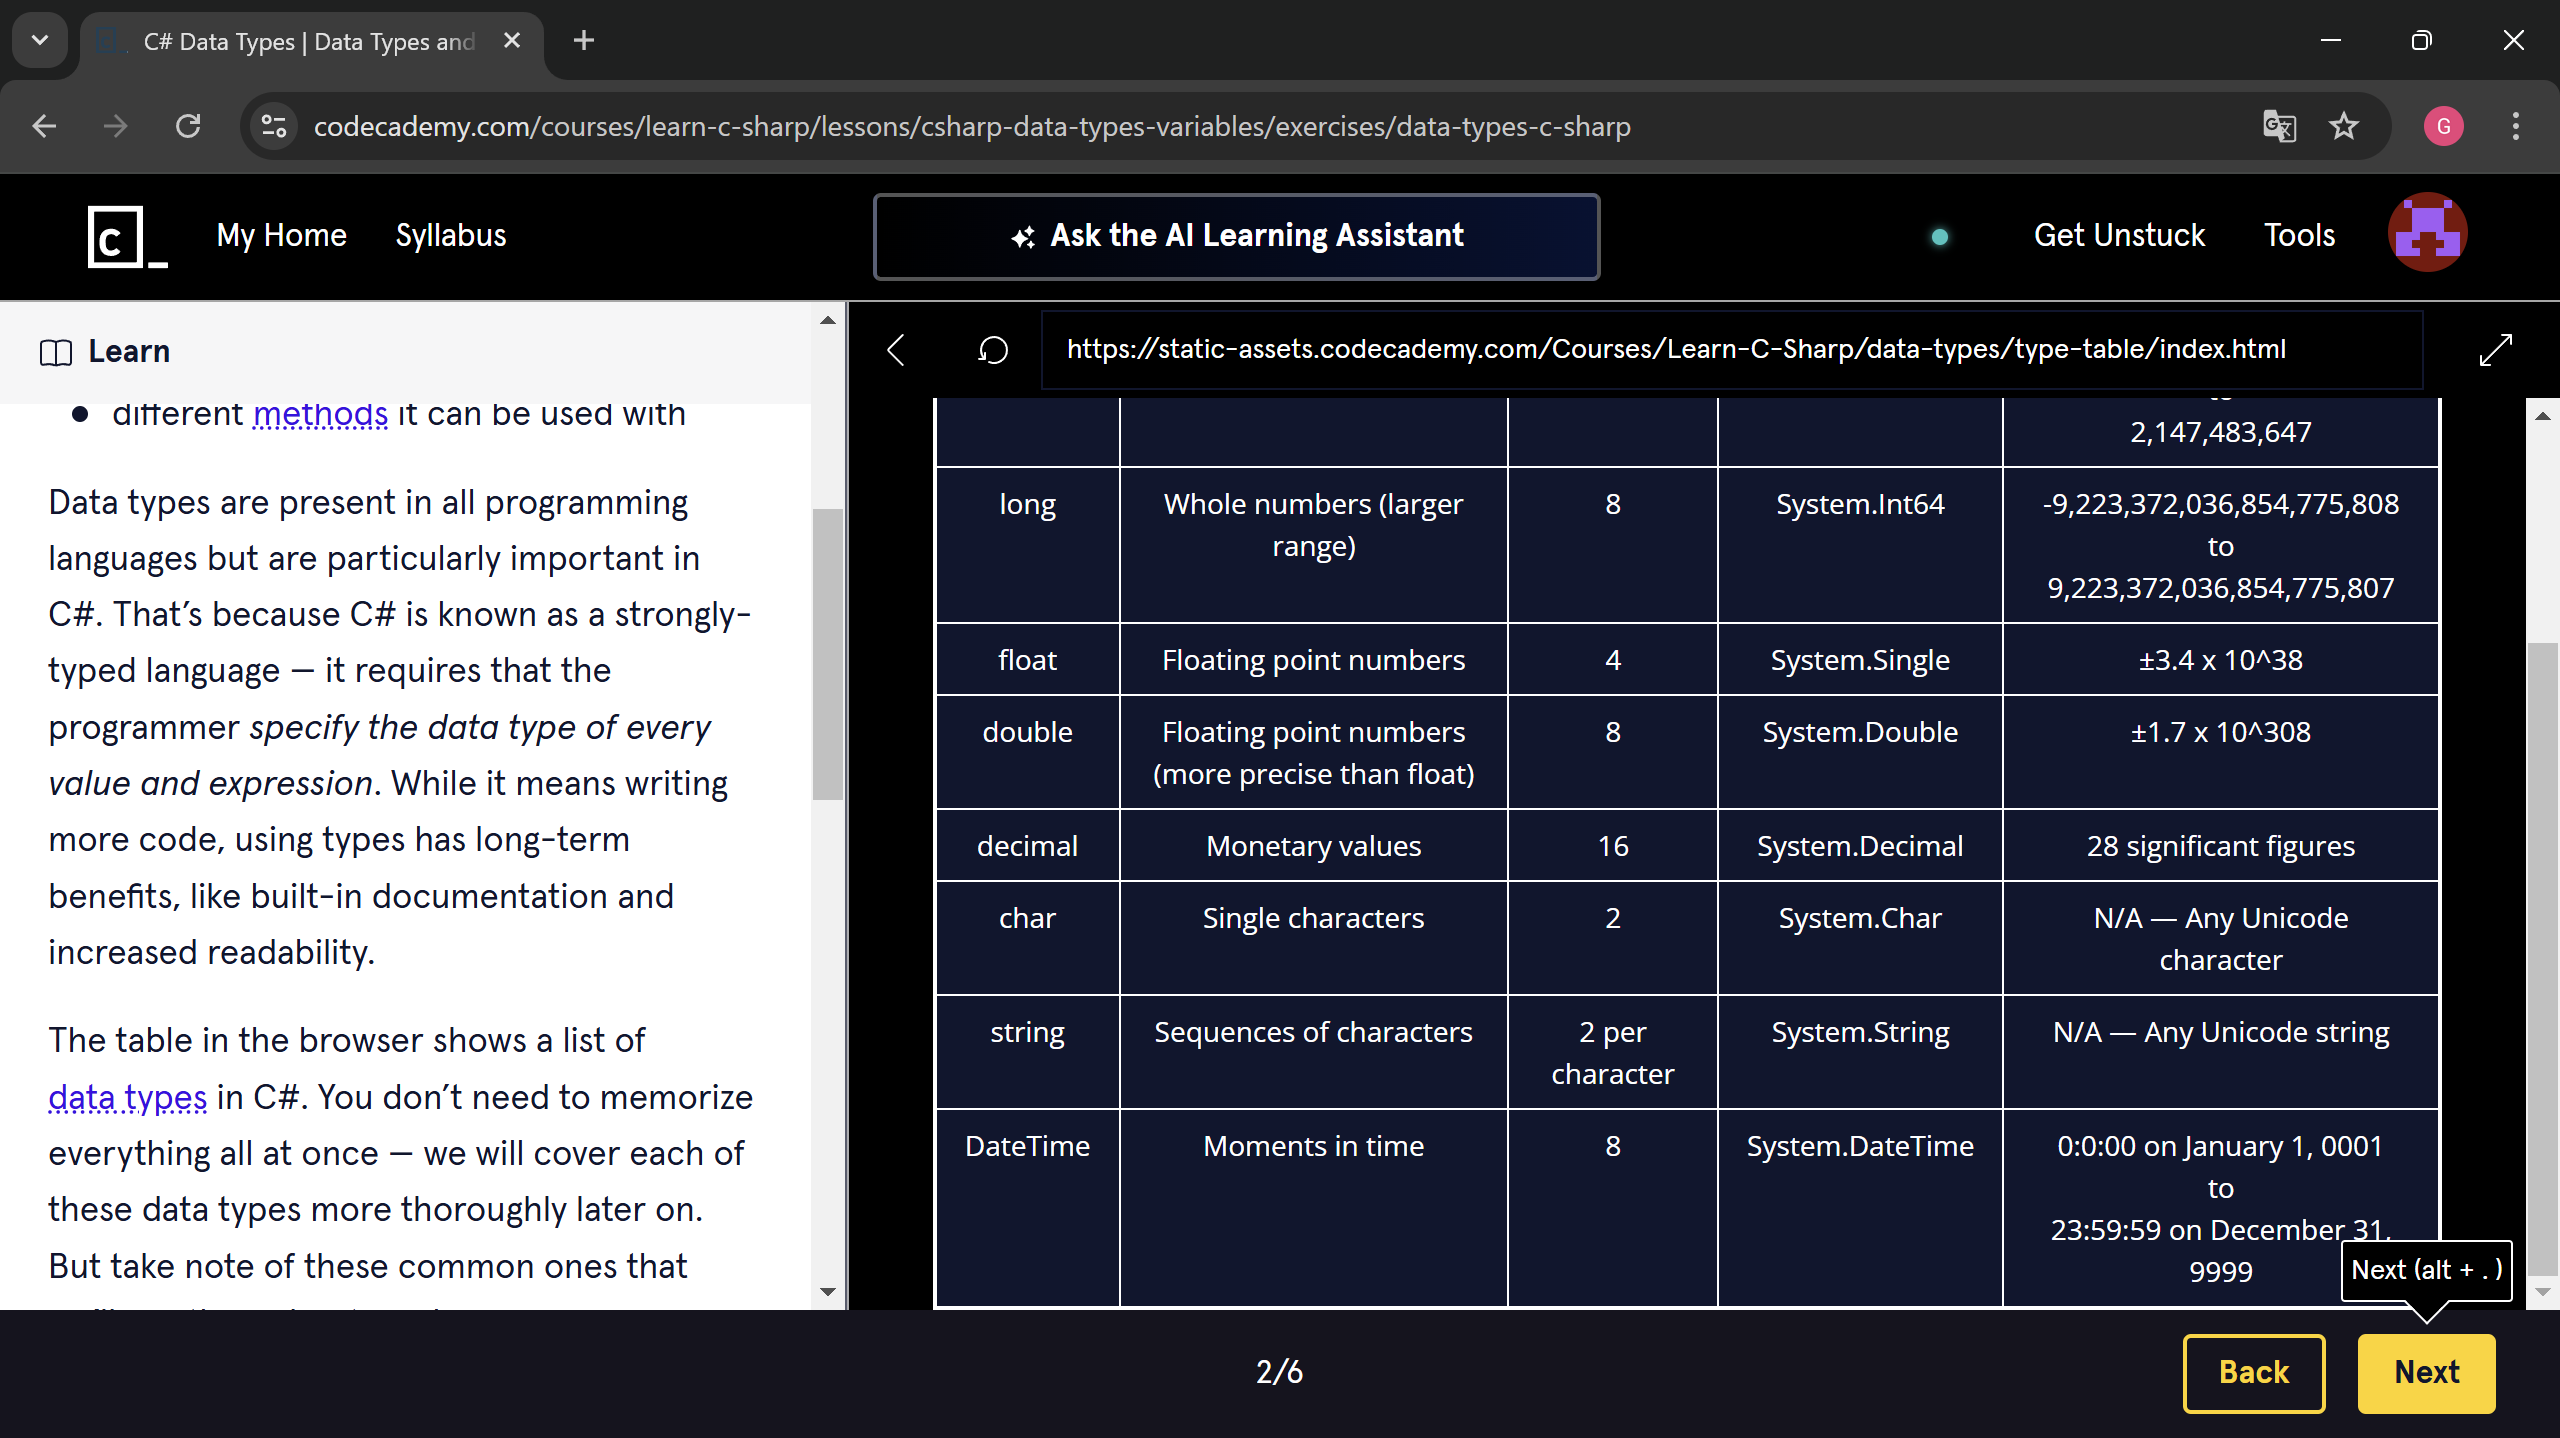 C# Data Types | Data Types and
codecademy.com/courses/learn-c-sharp/lessons/csharp-data-types-variables/exercises/data-types-c-sharp
G
c_
My Home
Syllabus
Ask the AI Learning Assistant
Get Unstuck
Tools
Learn
different methods it can be used with
Data types are present in all programming
languages but are particularly important in
C#. That’s because C# is known as a strongly-
typed language — it requires that the
programmer specify the data type of every
value and expression. While it means writing
more code, using types has long-term
benefits, like built-in documentation and
increased readability.
The table in the browser shows a list of
data types in C#. You don’t need to memorize
everything all at once — we will cover each of
these data types more thoroughly later on.
But take note of these common ones that
https://static-assets.codecademy.com/Courses/Learn-C-Sharp/data-types/type-table/index.html
2,147,483,647
long
Whole numbers (larger
range)
8
System.Int64
-9,223,372,036,854,775,808
to
9,223,372,036,854,775,807
float
Floating point numbers
4
System.Single
±3.4 x 10^38
double
Floating point numbers
(more precise than float)
8
System.Double
±1.7 x 10^308
decimal
Monetary values
16
System.Decimal
28 significant figures
char
Single characters
2
System.Char
N/A — Any Unicode
character
string
Sequences of characters
2 per
character
System.String
N/A — Any Unicode string
DateTime
Moments in time
8
System.DateTime
0:0:00 on January 1, 0001
to
23:59:59 on December 31,
9999
Next (alt + . )
2/6
Back
Next